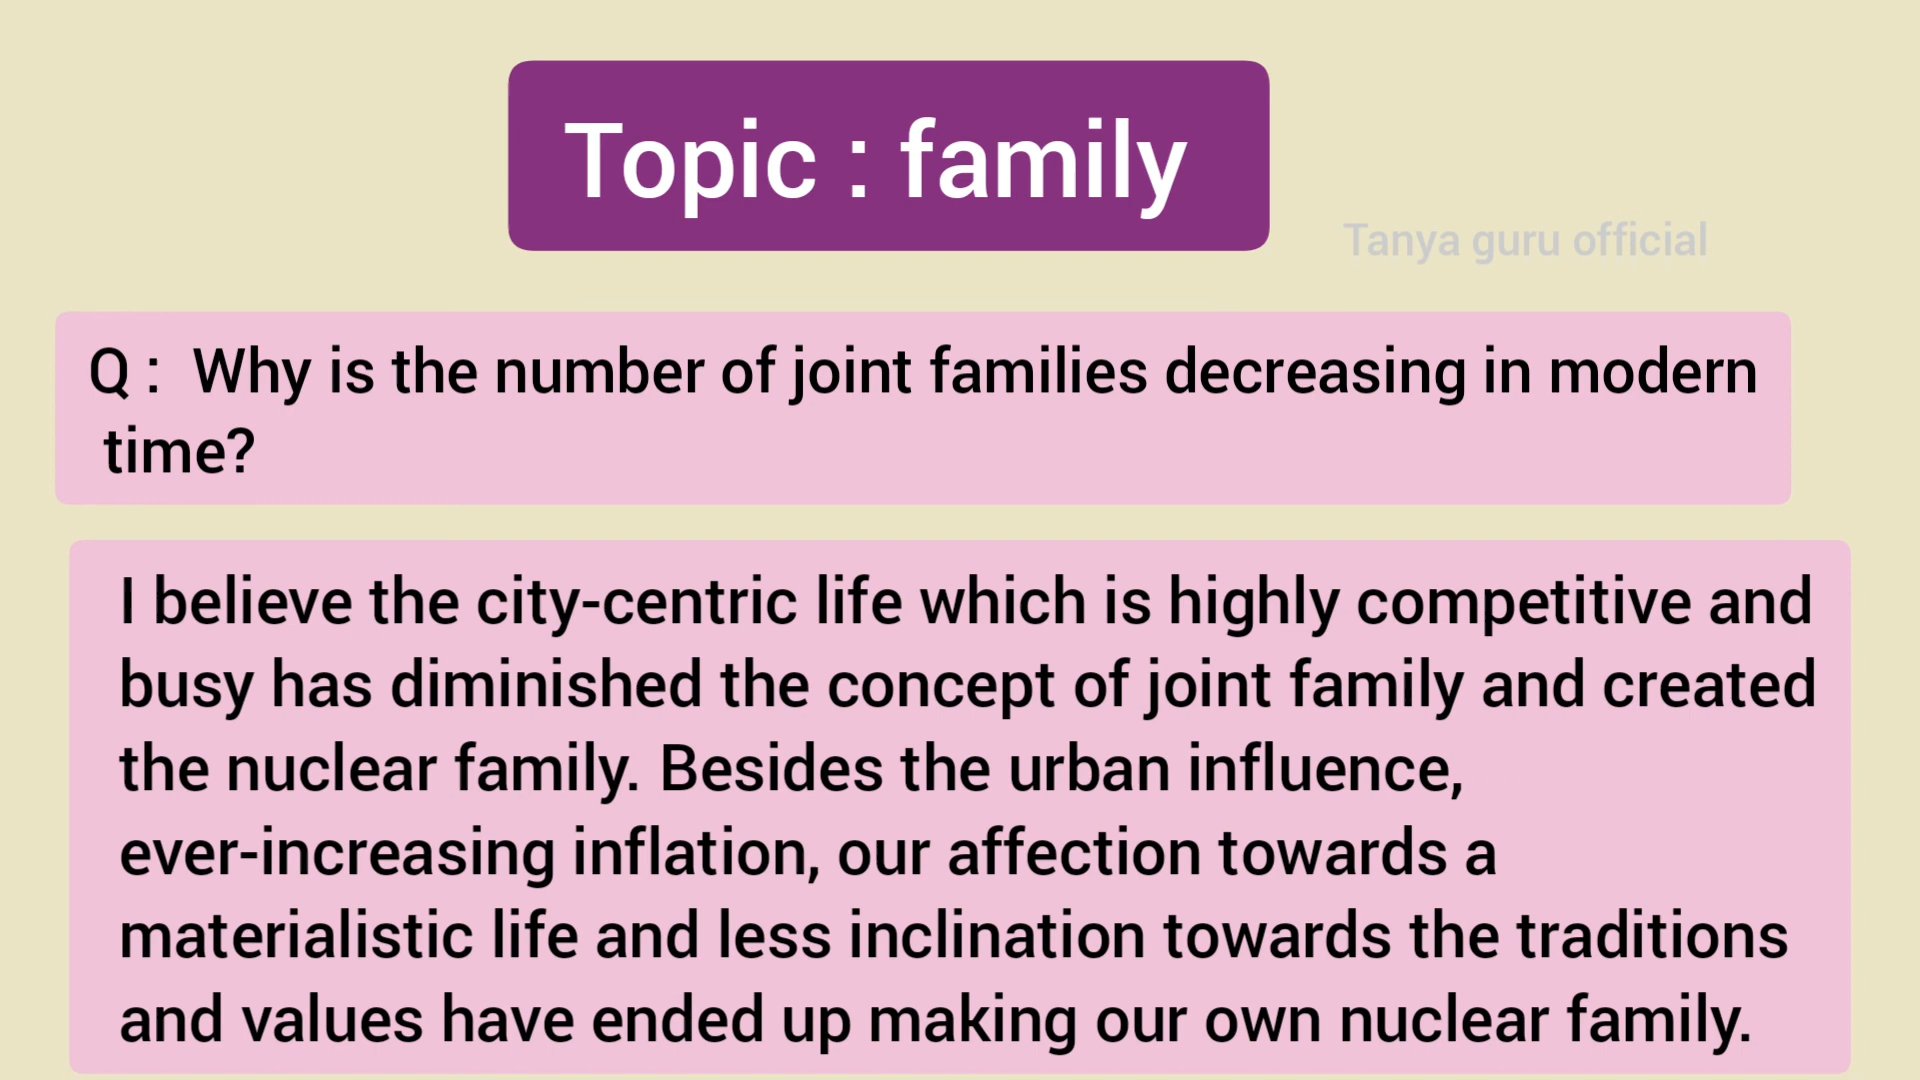 Topic : family
Tanya guru official
Q :  Why is the number of joint families decreasing in modern
time?
I believe the city-centric life which is highly competitive and
busy has diminished the concept of joint family and created
the nuclear family. Besides the urban influence,
ever-increasing inflation, our affection towards a
materialistic life and less inclination towards the traditions
and values have ended up making our own nuclear family.